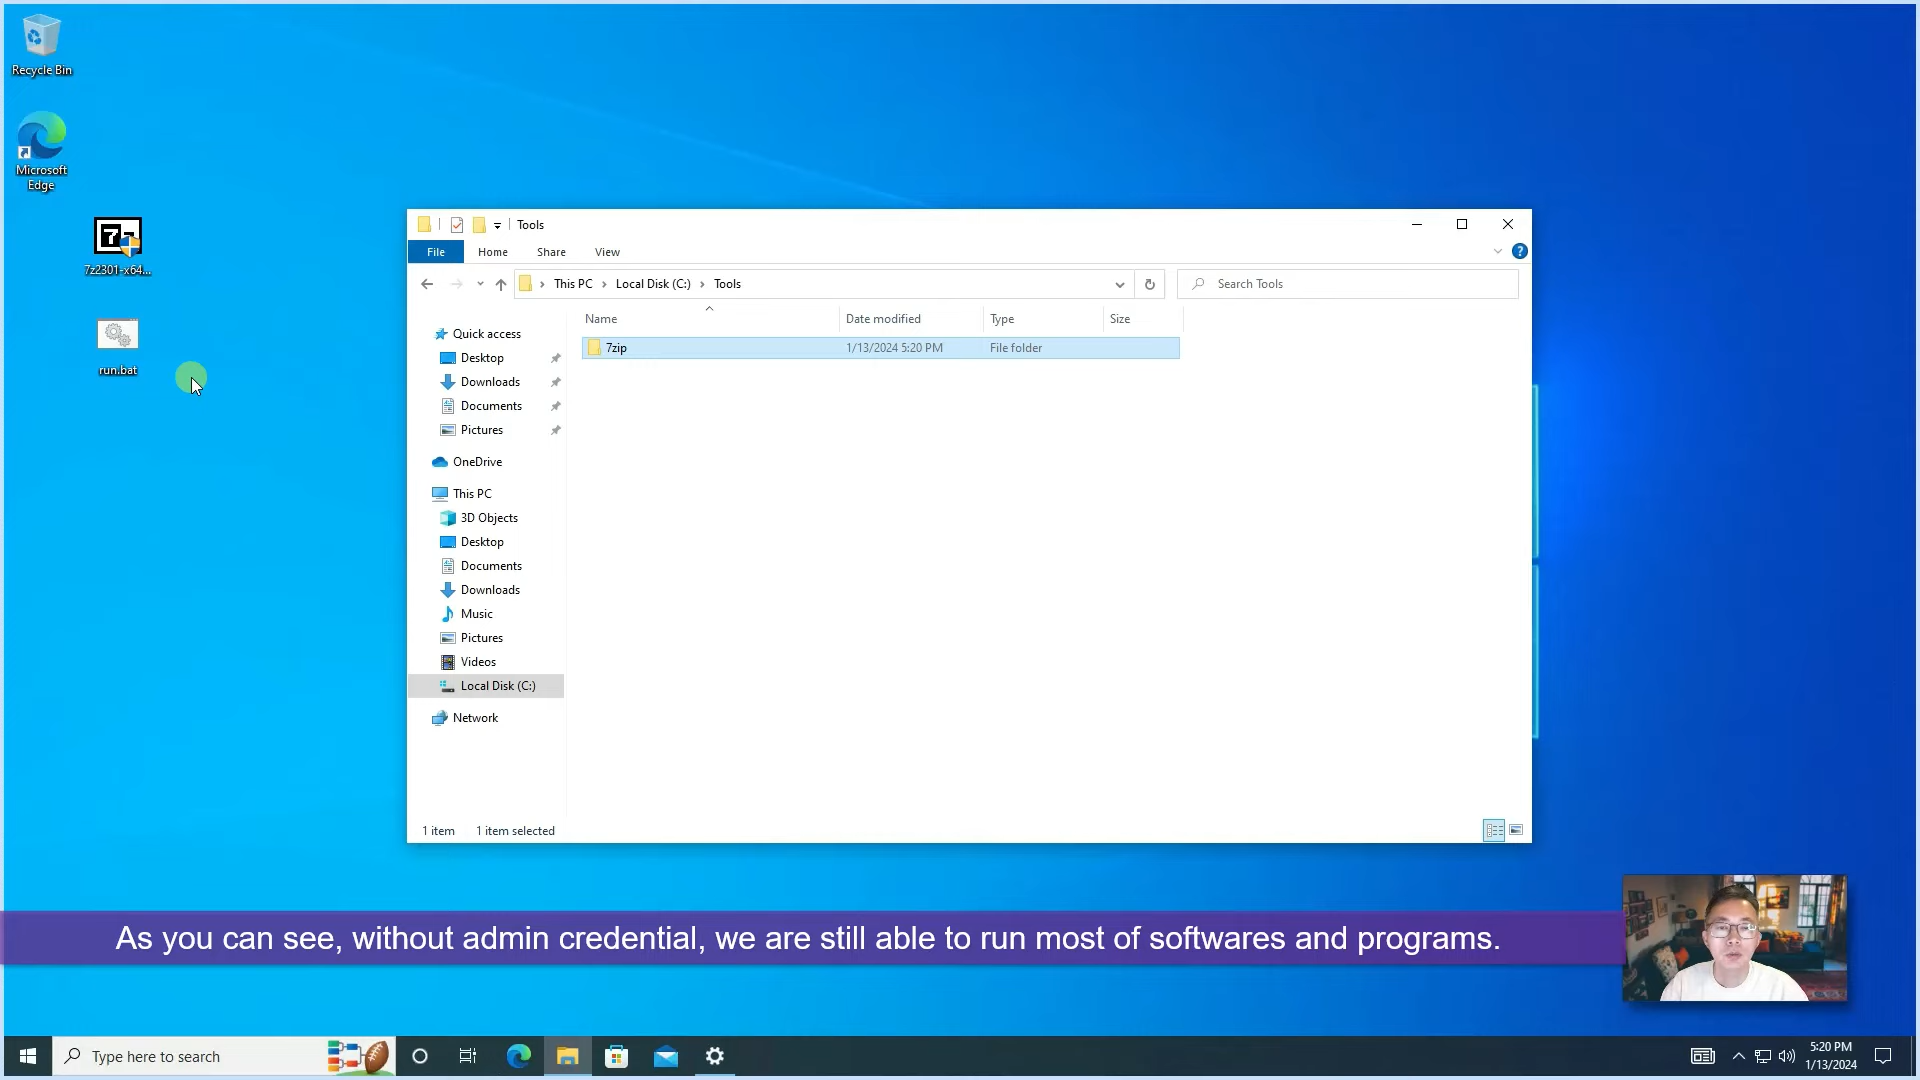 Recycle Bin
Microsoft
Edge
7z2301-x64...
run.bat
Tools
File
Home
Share
View
This PC
Local Disk (C:)
Tools
Search Tools
Name
Date modified
Type
Size
7zip
1/13/2024 5:20 PM
File folder
Quick access
Desktop
Downloads
Documents
Pictures
OneDrive
This PC
3D Objects
Desktop
Documents
Downloads
Music
Pictures
Videos
Local Disk (C:)
Network
1 item
1 item selected
As you can see, without admin credential, we are still able to run most of softwares and programs.
Type here to search
5:20 PM
1/13/2024